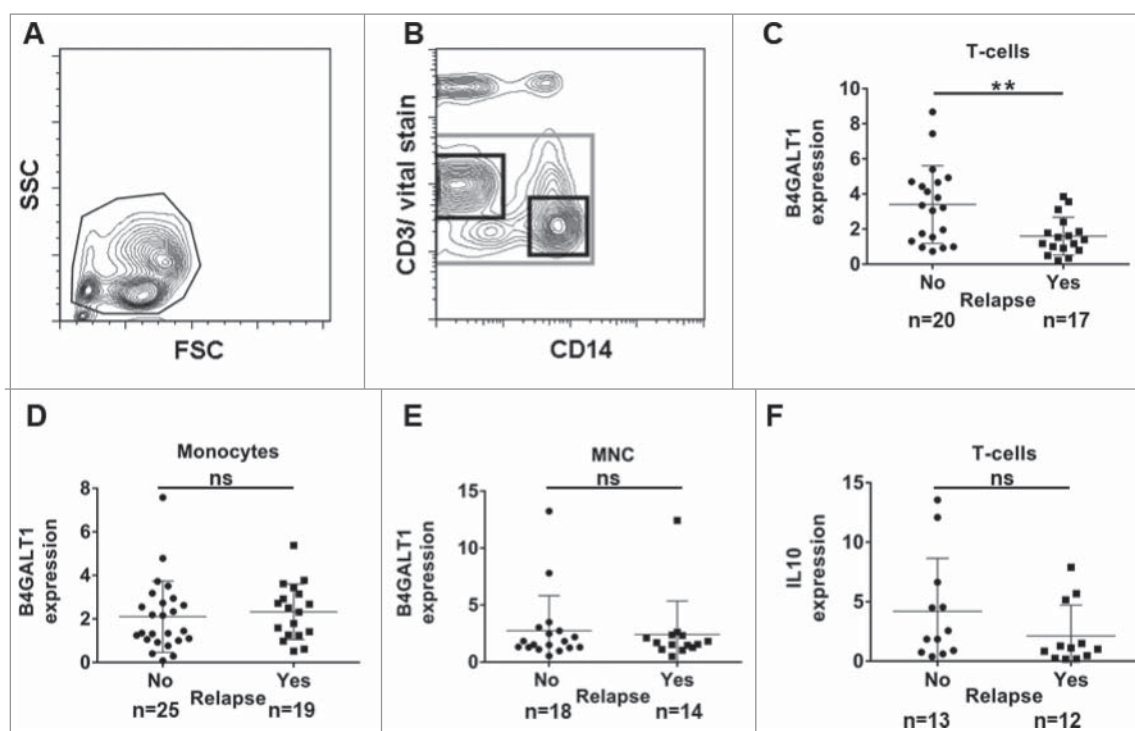 A
SSC
FSC
B
CD3/ vital stain
CD14
C
T-cells
**
B4GALT1
expression
10
8
6
4
2
0
No Yes
Relapse
n=20 n=17
D
Monocytes
ns
B4GALT1
expression
8
6
4
2
0
No Yes
Relapse
n=25 n=19
E
MNC
ns
B4GALT1
expression
15
10
5
0
No Yes
Relapse
n=18 n=14
F
T-cells
ns
IL10
expression
15
10
5
0
No Yes
Relapse
n=13 n=12